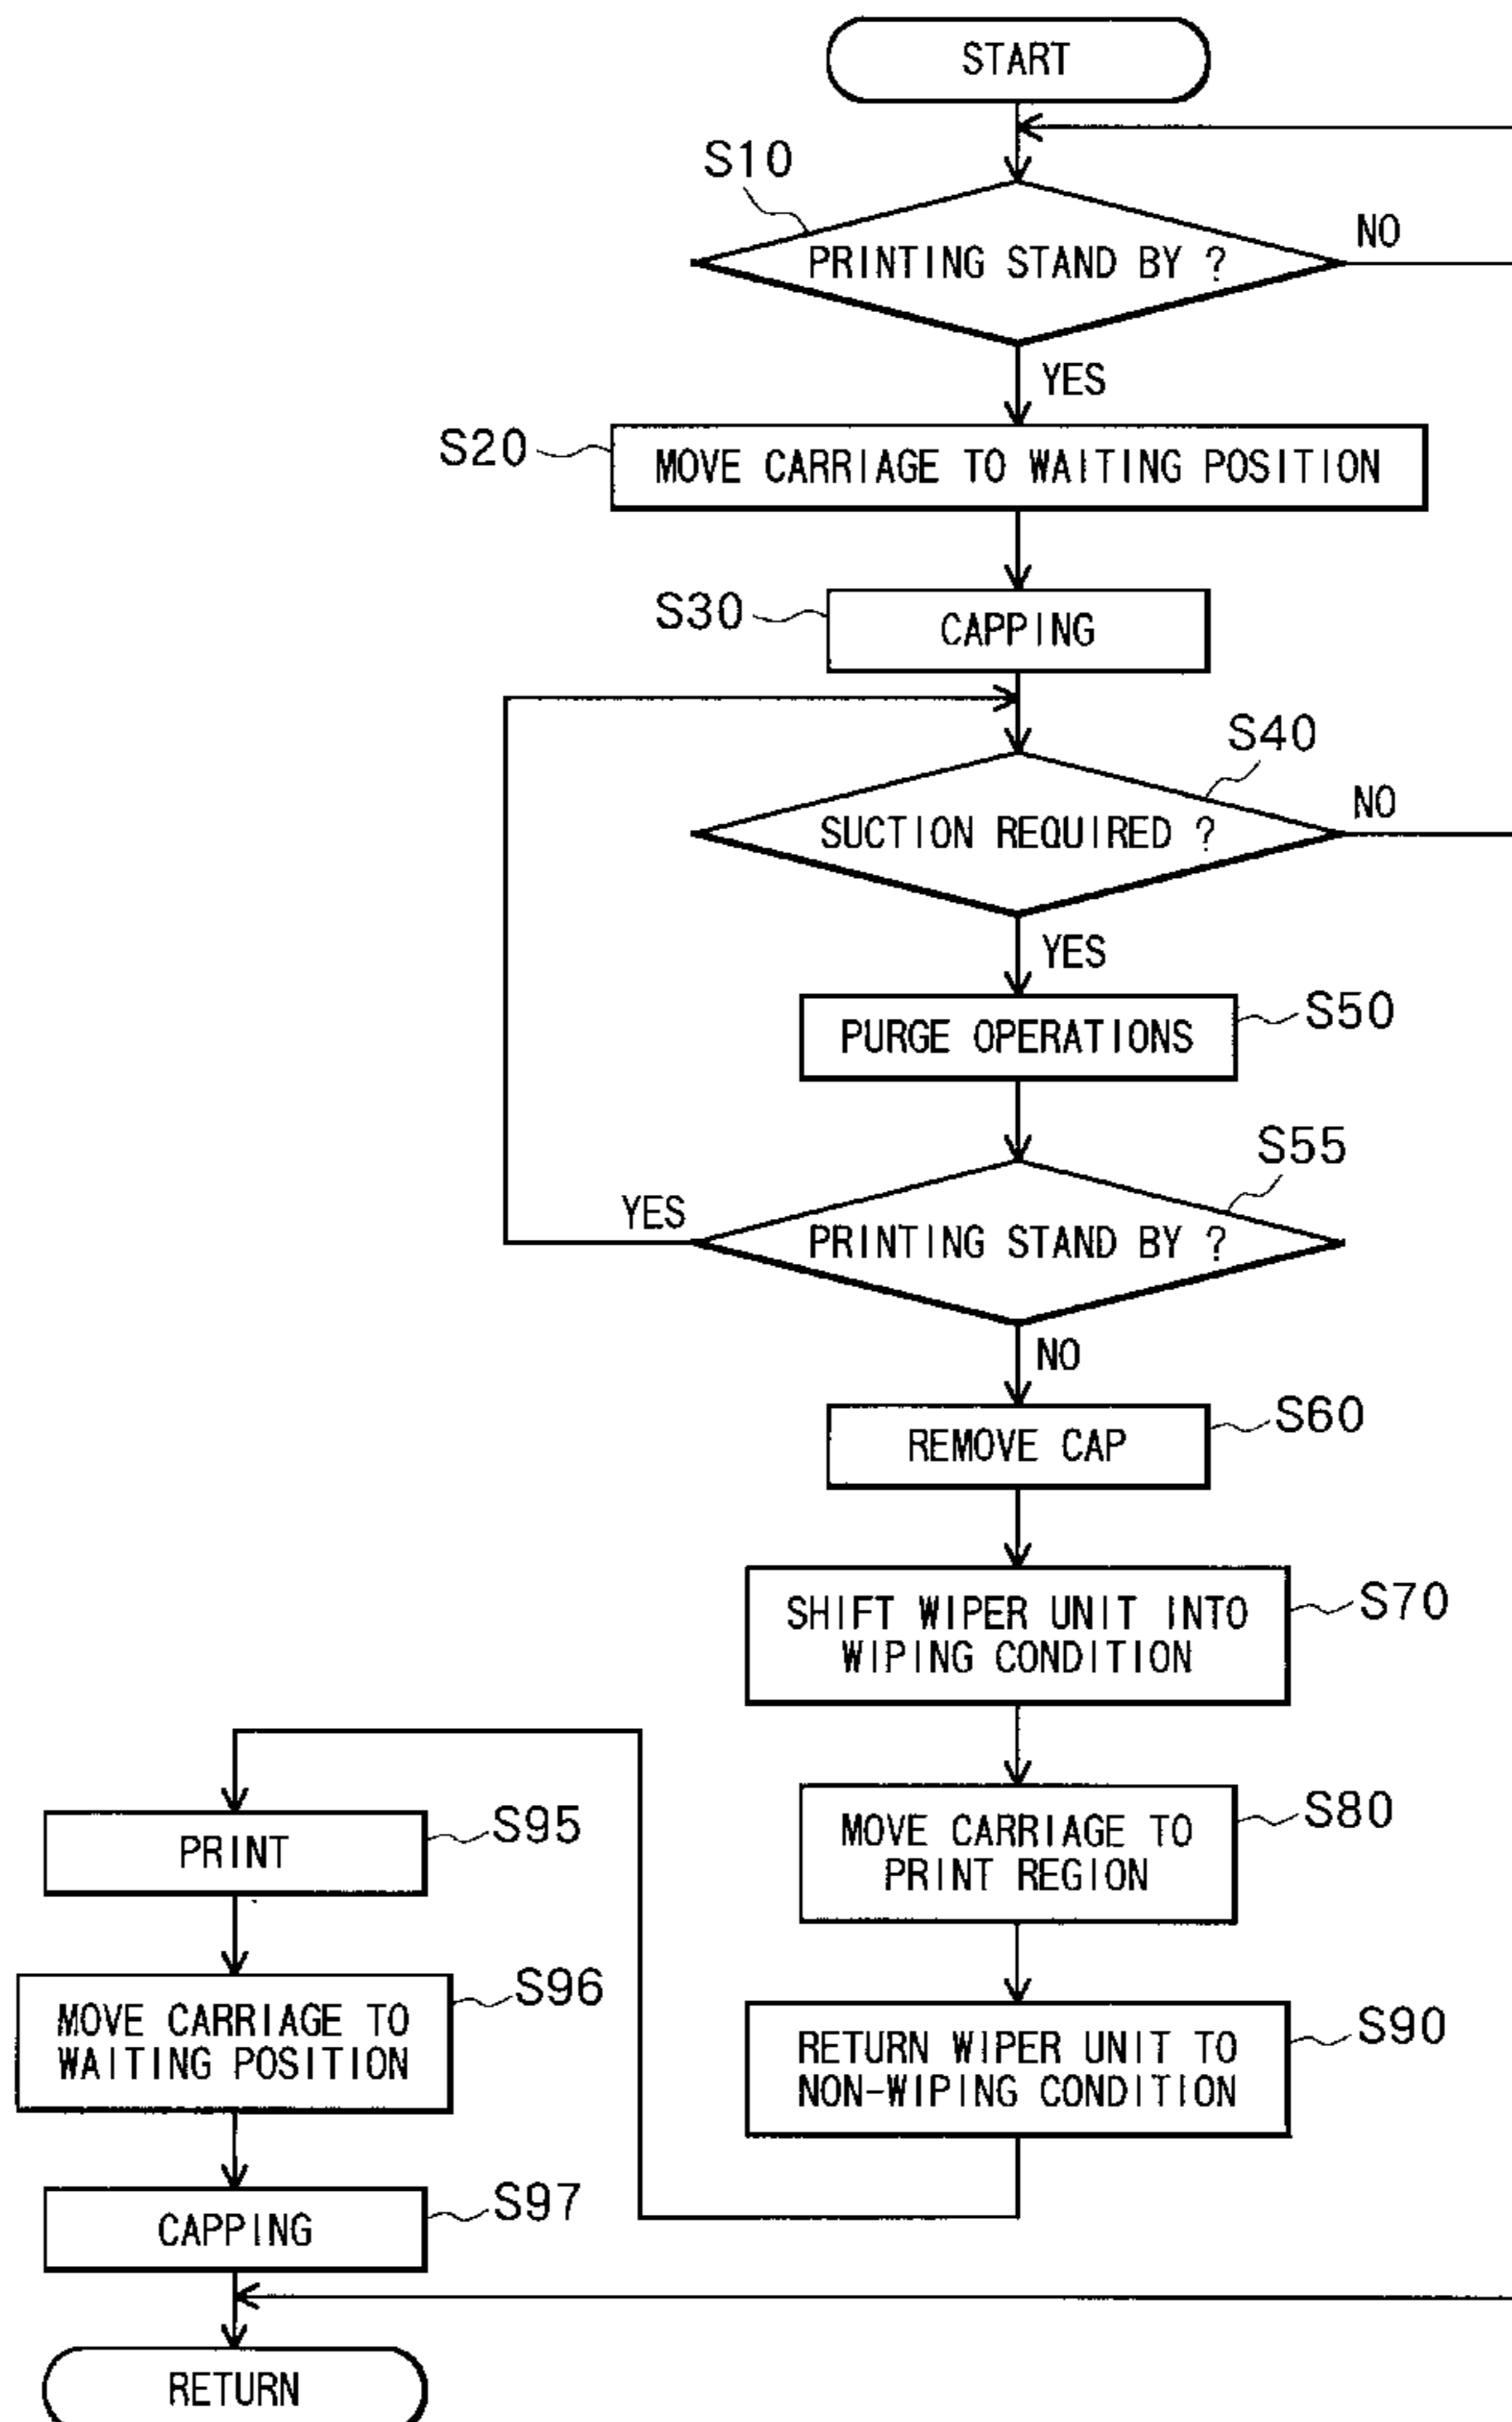 START
S10
PRINTING STAND BY ?
NO
YES
S20
MOVE CARRIAGE TO WAITING POSITION
S30
CAPPING
S40
SUCTION REQUIRED ?
NO
YES
PURGE OPERATIONS
S50
S55
PRINTING STAND BY ?
YES
NO
REMOVE CAP
S60
SHIFT WIPER UNIT INTO
WIPING CONDITION
S70
MOVE CARRIAGE TO
PRINT REGION
S80
RETURN WIPER UNIT TO
NON-WIPING CONDITION
S90
PRINT
S95
MOVE CARRIAGE TO
WAITING POSITION
S96
CAPPING
S97
RETURN